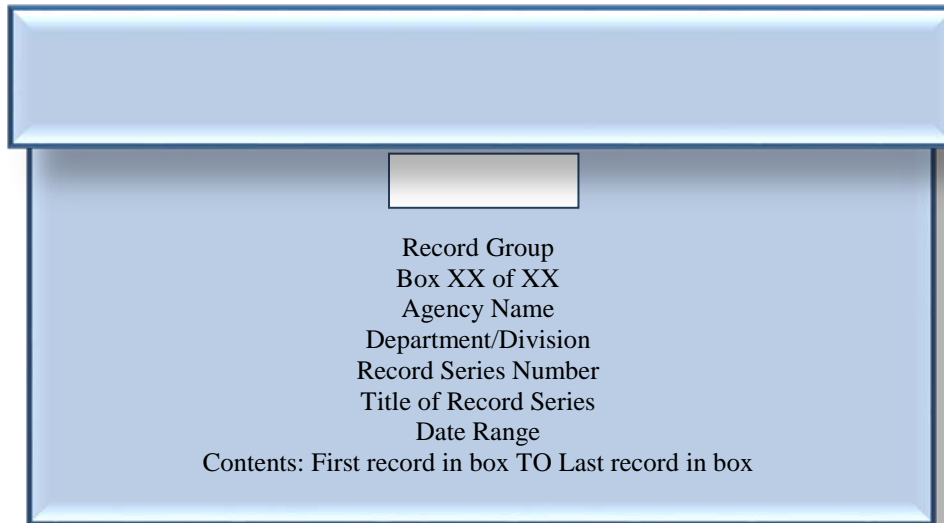 Record Group
Box XX of XX
Agency Name
Department/Division
Record Series Number
Title of Record Series
Date Range
Contents: First record in box TO Last record in box